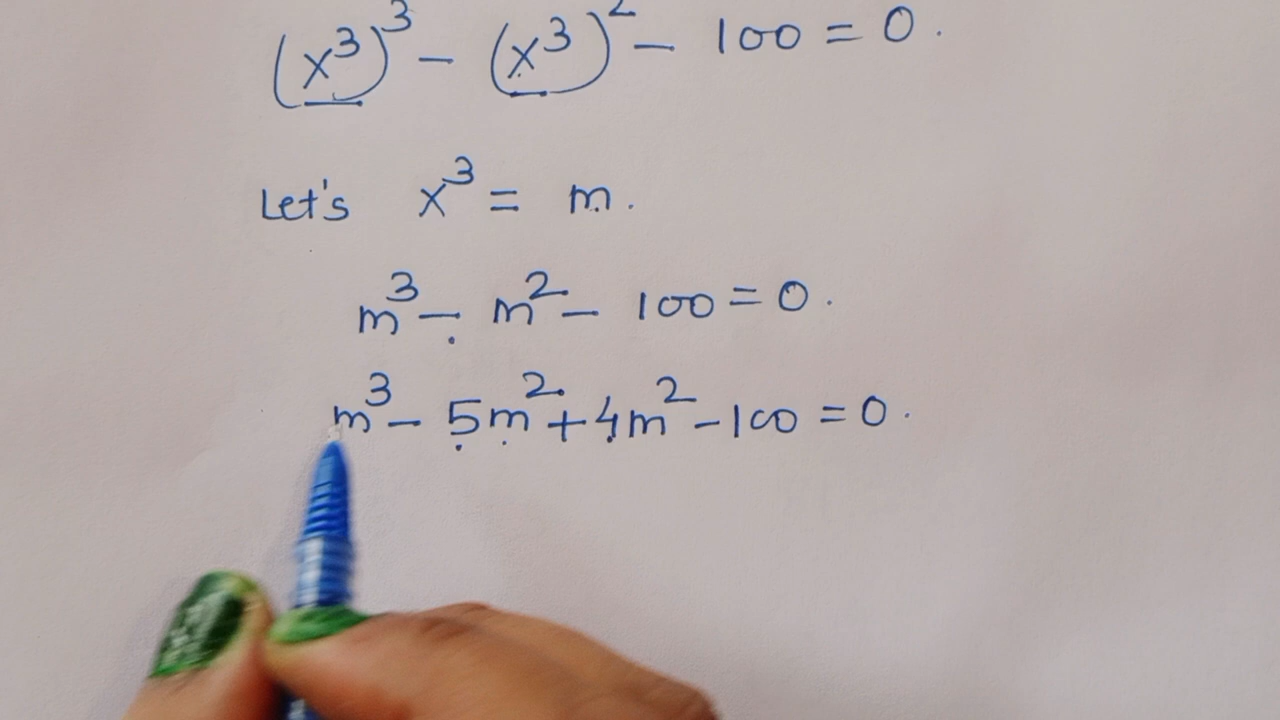 (x³)³ - (x³)² - 100 = 0.
Let's x³ = m.
m³ - m² - 100 = 0.
m³ - 5m² + 4m² - 100 = 0.